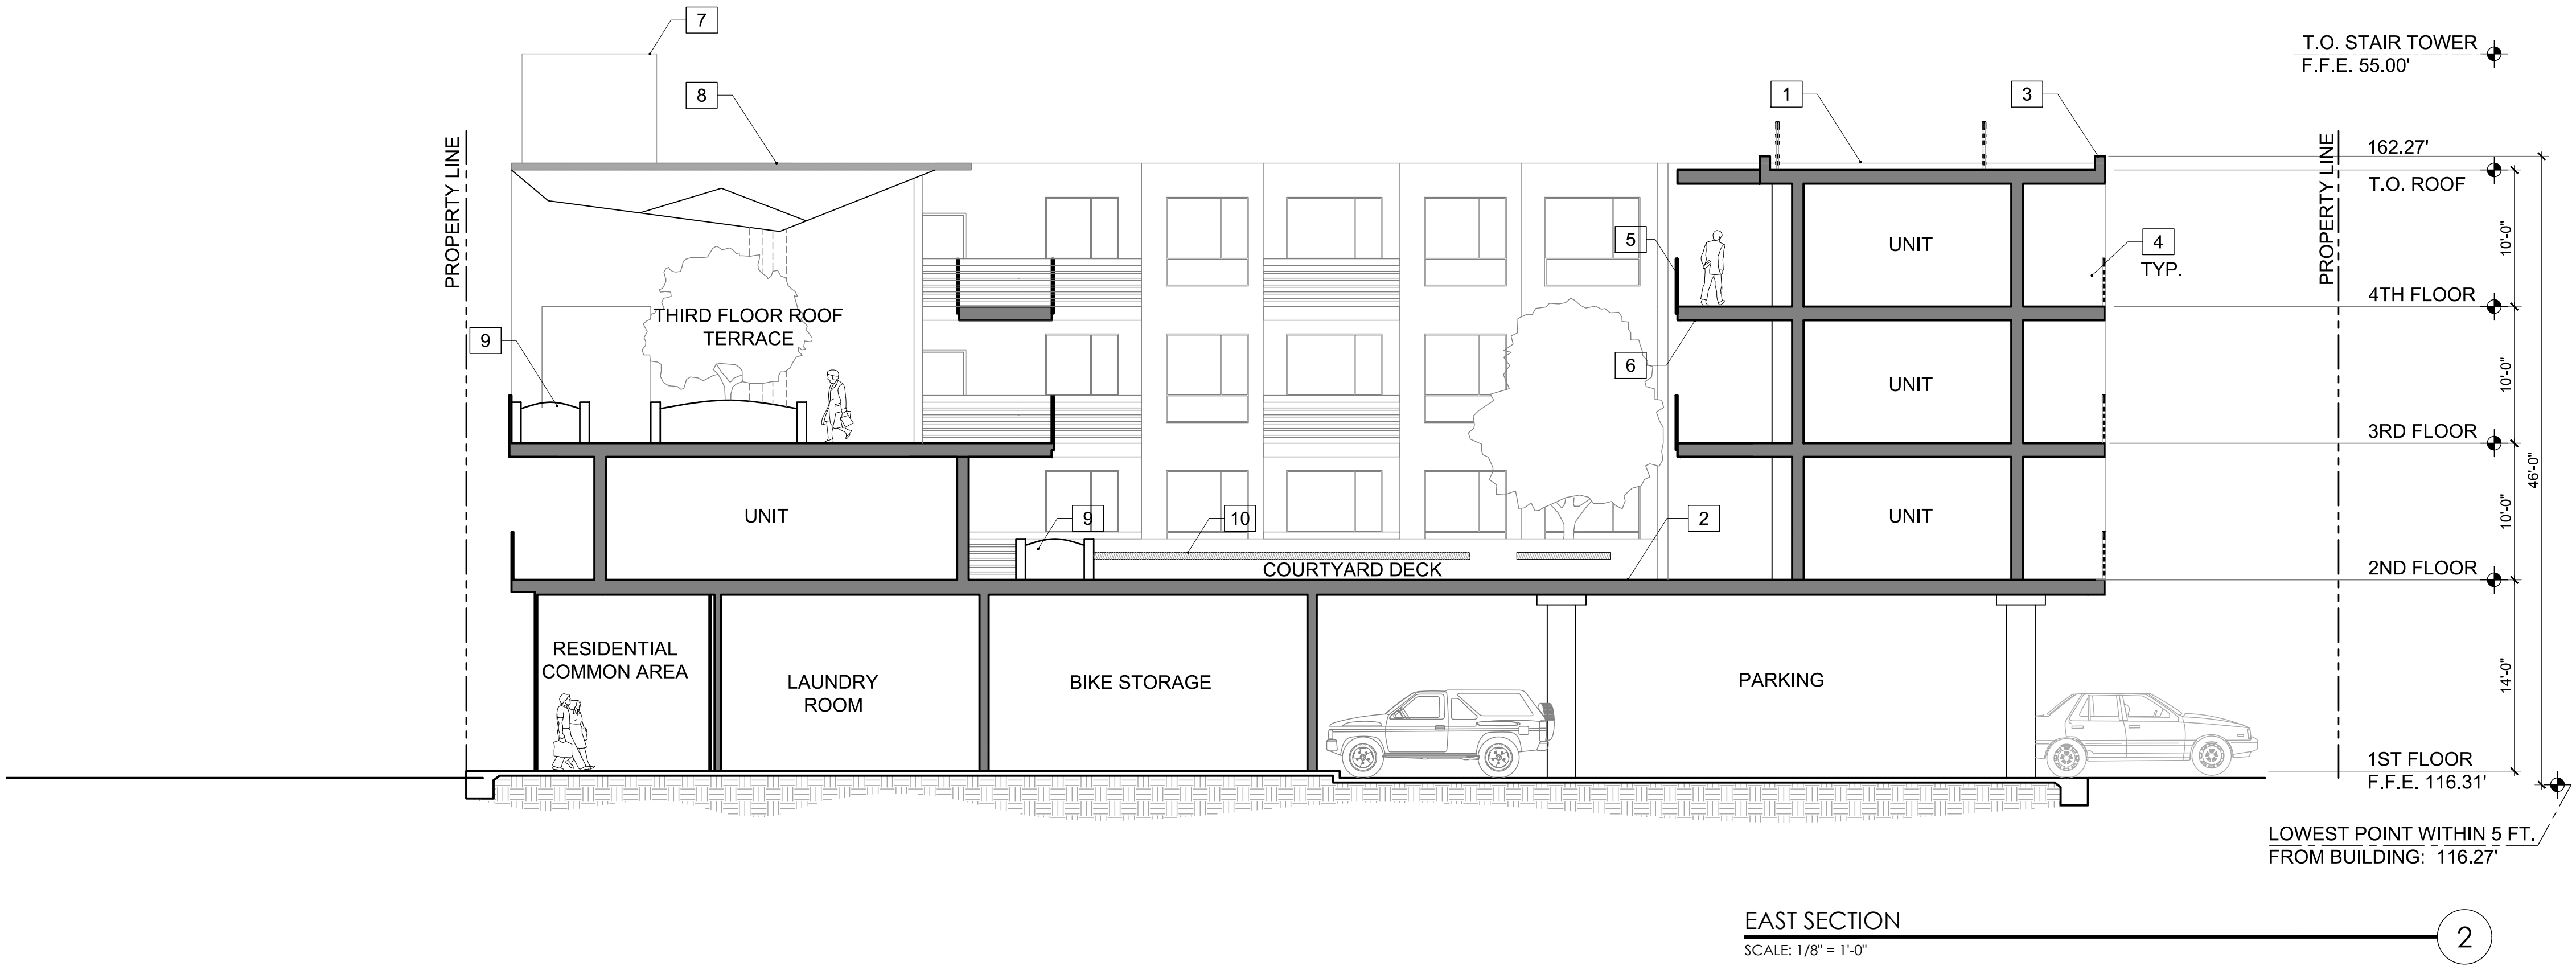 7
T.O. STAIR TOWER
F.F.E. 55.00'
8
1
3
PROPERTY LINE
PROPERTY LINE
162.27'
T.O. ROOF
UNIT
5
4
TYP.
10'-0"
4TH FLOOR
THIRD FLOOR ROOF
TERRACE
9
6
UNIT
10'-0"
3RD FLOOR
46'-0"
UNIT
9
10
2
UNIT
10'-0"
COURTYARD DECK
2ND FLOOR
RESIDENTIAL
COMMON AREA
LAUNDRY
ROOM
BIKE STORAGE
PARKING
14'-0"
1ST FLOOR
F.F.E. 116.31'
LOWEST POINT WITHIN 5 FT.
FROM BUILDING: 116.27'
EAST SECTION
SCALE: 1/8" = 1'-0"
2